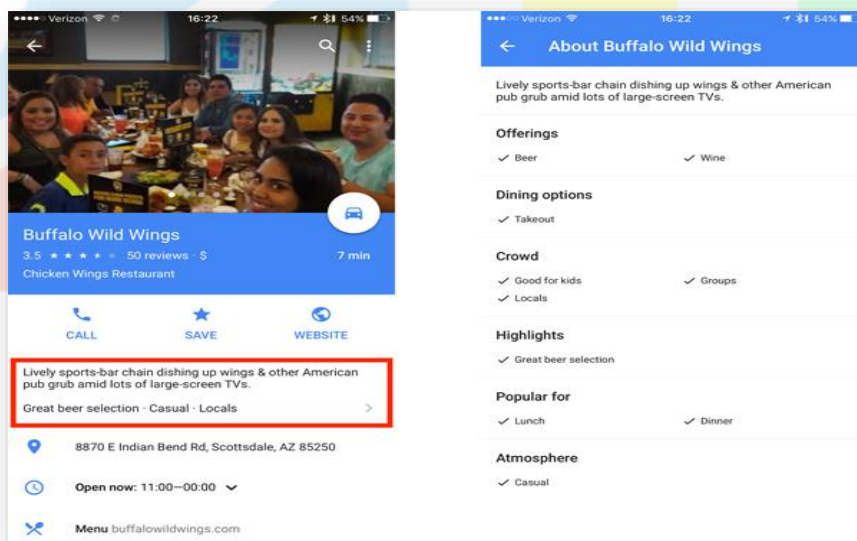 Verizon 16:22 54%
Buffalo Wild Wings
3.5 50 reviews · $ 7 min
Chicken Wings Restaurant
CALL SAVE WEBSITE
Lively sports-bar chain dishing up wings & other American
pub grub amid lots of large-screen TVs.
Great beer selection · Casual · Locals
8870 E Indian Bend Rd, Scottsdale, AZ 85250
Open now: 11:00–00:00
Menu buffalowildwings.com
Verizon 16:22 54%
About Buffalo Wild Wings
Lively sports-bar chain dishing up wings & other American
pub grub amid lots of large-screen TVs.
Offerings
Beer Wine
Dining options
Takeout
Crowd
Good for kids Groups
Locals
Highlights
Great beer selection
Popular for
Lunch Dinner
Atmosphere
Casual